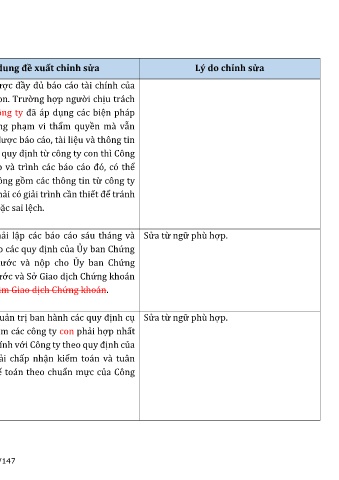 dung đề xuất chỉnh sửa
Lý do chỉnh sửa
ược đầy đủ báo cáo tài chính của
on. Trường hợp người chịu trách
ông ty đã áp dụng các biện pháp
ng phạm vi thẩm quyền mà vẫn
được báo cáo, tài liệu và thông tin
quy định từ công ty con thì Công
p và trình các báo cáo đó, có thể
ông gồm các thông tin từ công ty
hải có giải trình cần thiết để tránh
ặc sai lệch.
hải lập các báo cáo sáu tháng và
o các quy định của Ủy ban Chứng
nước và nộp cho Ủy ban Chứng
ước và Sở Giao dịch Chứng khoán
âm Giao dịch Chứng khoán.
Sửa từ ngữ phù hợp.
quản trị ban hành các quy định cụ
ồm các công ty con phải hợp nhất
ính với Công ty theo quy định của
ải chấp nhận kiểm toán và tuân
ế toán theo chuẩn mực của Công
Sửa từ ngữ phù hợp.
/147